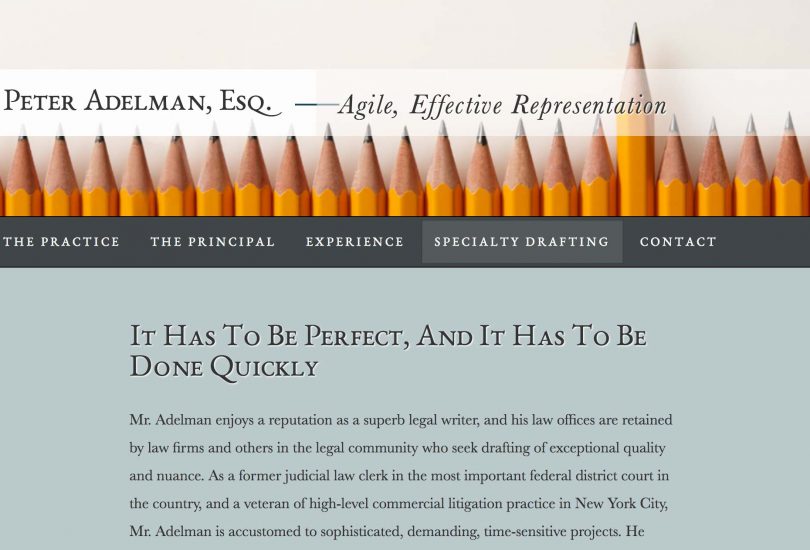 Peter Adelman, Esq. — Agile, Effective Representation
THE PRACTICE THE PRINCIPAL EXPERIENCE SPECIALTY DRAFTING CONTACT
It Has To Be Perfect, And It Has To Be
Done Quickly
Mr. Adelman enjoys a reputation as a superb legal writer, and his law offices are retained
by law firms and others in the legal community who seek drafting of exceptional quality
and nuance. As a former judicial law clerk in the most important federal district court in
the country, and a veteran of high-level commercial litigation practice in New York City,
Mr. Adelman is accustomed to sophisticated, demanding, time-sensitive projects. He